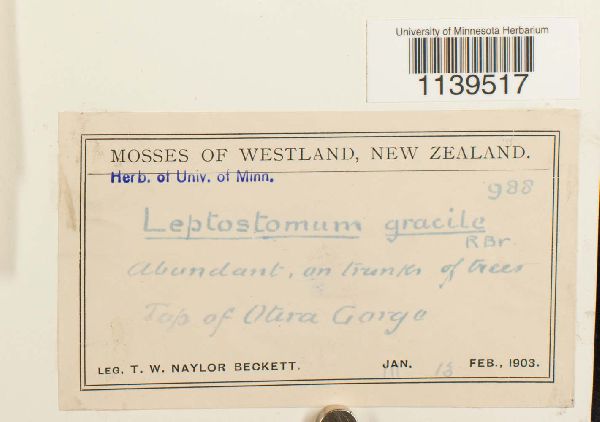 University of Minnesota Herbarium
1139517
MOSSES OF WESTLAND, NEW ZEALAND.
Herb. of Univ. of Minn.
988
Leptostomum gracile
R Br.
Abundant, on trunks of trees
Top of Otira Gorge
LEG. T. W. NAYLOR BECKETT. JAN. 13 FEB., 1903.